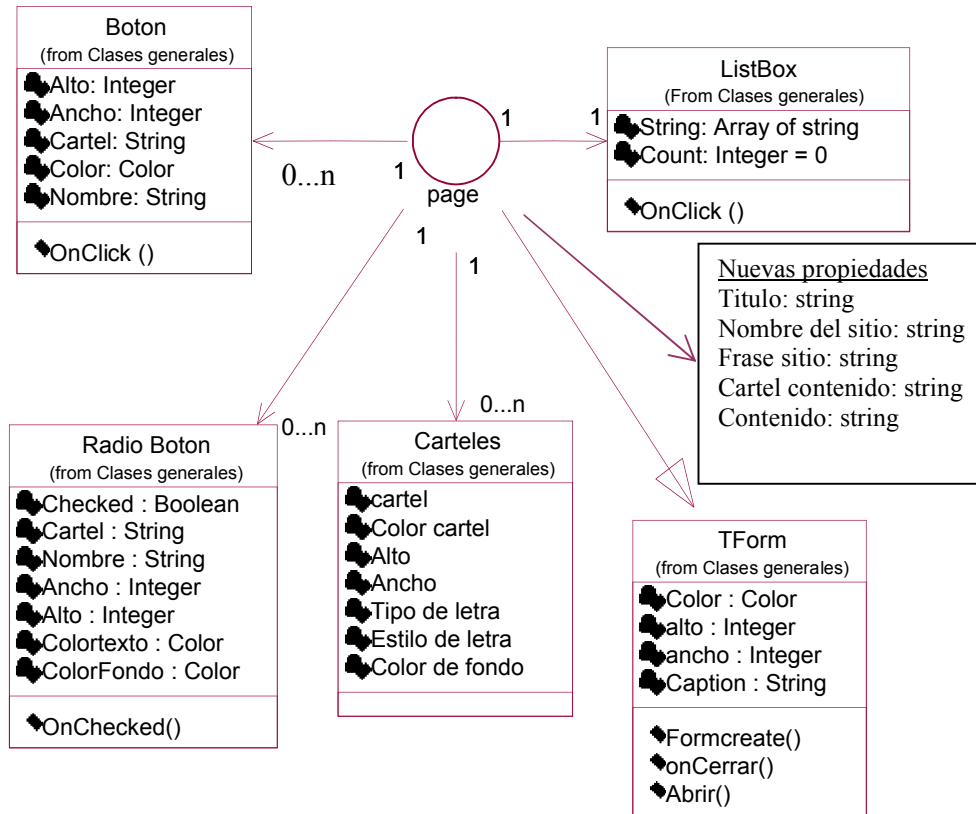 Boton
(from Clases generales)
Alto: Integer
Ancho: Integer
Cartel: String
Color: Color
Nombre: String
OnClick ()
0...n
1
page
1
1
ListBox
(From Clases generales)
String: Array of string
Count: Integer = 0
OnClick ()
1
1
Nuevas propiedades
Titulo: string
Nombre del sitio: string
Frase sitio: string
Cartel contenido: string
Contenido: string
0...n
0...n
Radio Boton
(from Clases generales)
Checked : Boolean
Cartel : String
Nombre : String
Ancho : Integer
Alto : Integer
Colortexto : Color
ColorFondo : Color
OnChecked()
Carteles
(from Clases generales)
cartel
Color cartel
Alto
Ancho
Tipo de letra
Estilo de letra
Color de fondo
TForm
(from Clases generales)
Color : Color
alto : Integer
ancho : Integer
Caption : String
Formcreate()
onCerrar()
Abrir()